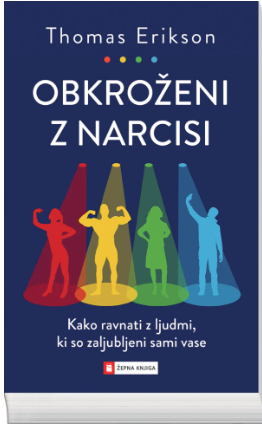 Thomas Erikson
OBKROŽENI
Z NARCISI
Kako ravnati z ljudmi,
ki so zaljubljeni sami vase
ŽEPNA KNJIGA